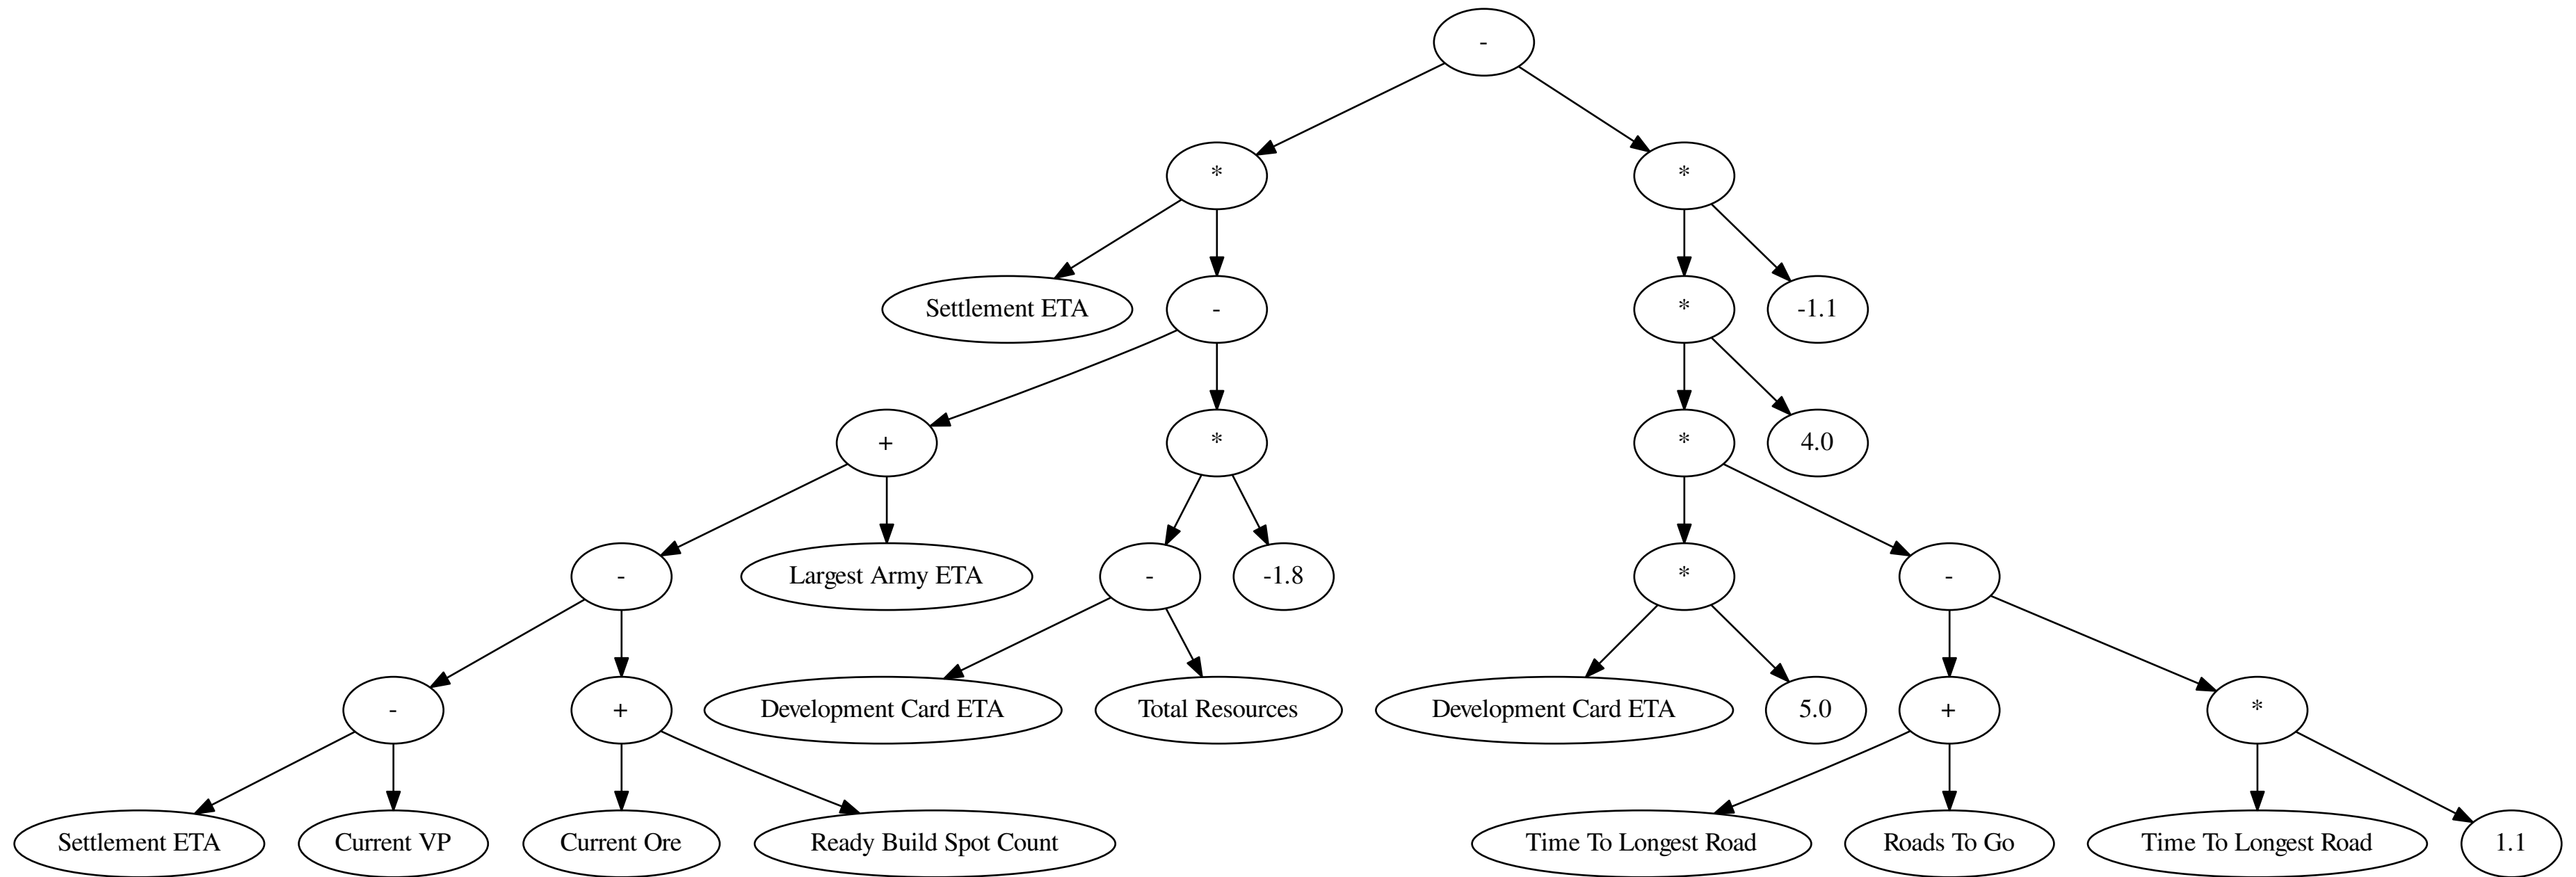 -
*
*
Settlement ETA
-
*
-1.1
+
*
*
4.0
-
Largest Army ETA
-
-1.8
*
-
-
+
Development Card ETA
Total Resources
Development Card ETA
5.0
+
*
Settlement ETA
Current VP
Current Ore
Ready Build Spot Count
Time To Longest Road
Roads To Go
Time To Longest Road
1.1